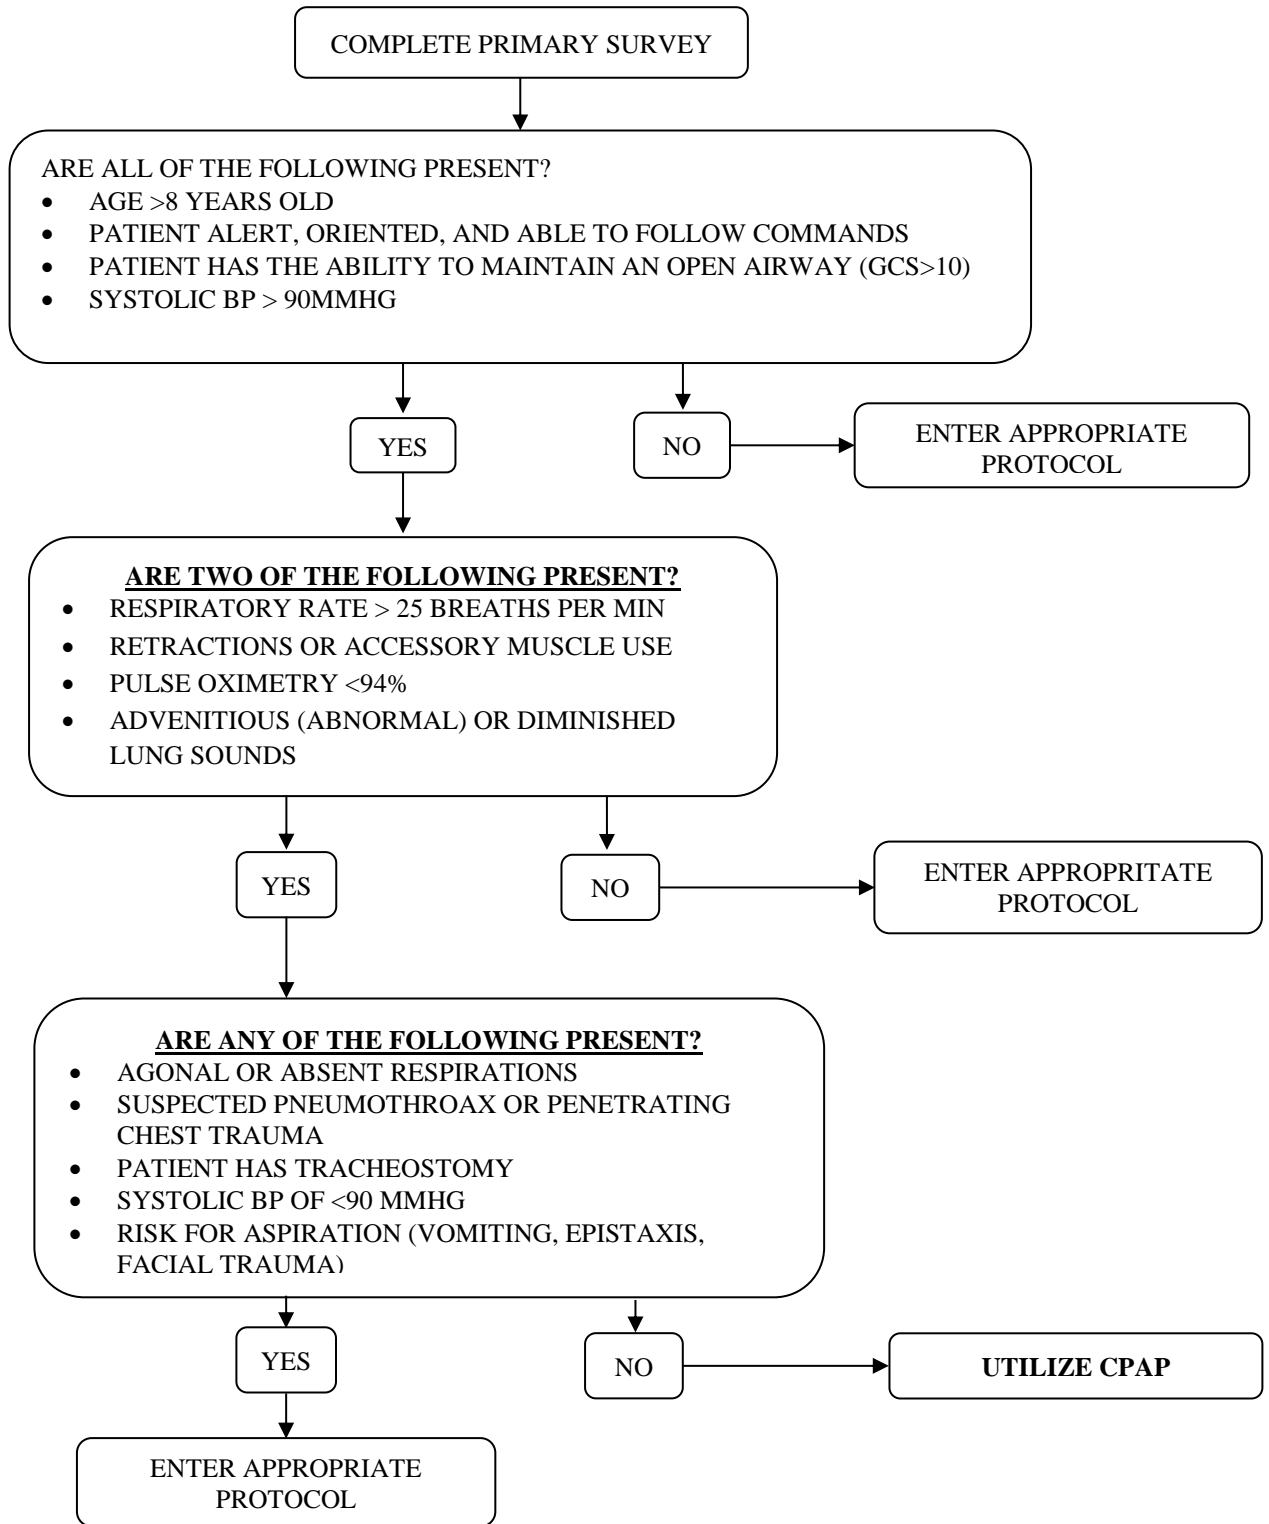 COMPLETE PRIMARY SURVEY
ARE ALL OF THE FOLLOWING PRESENT?
• AGE >8 YEARS OLD
• PATIENT ALERT, ORIENTED, AND ABLE TO FOLLOW COMMANDS
• PATIENT HAS THE ABILITY TO MAINTAIN AN OPEN AIRWAY (GCS>10)
• SYSTOLIC BP > 90MMHG
YES
NO
ENTER APPROPRIATE
PROTOCOL
ARE TWO OF THE FOLLOWING PRESENT?
• RESPIRATORY RATE > 25 BREATHS PER MIN
• RETRACTIONS OR ACCESSORY MUSCLE USE
• PULSE OXIMETRY <94%
• ADVENITIOUS (ABNORMAL) OR DIMINISHED
LUNG SOUNDS
YES
NO
ENTER APPROPRITATE
PROTOCOL
ARE ANY OF THE FOLLOWING PRESENT?
• AGONAL OR ABSENT RESPIRATIONS
• SUSPECTED PNEUMOTHROAX OR PENETRATING
CHEST TRAUMA
• PATIENT HAS TRACHEOSTOMY
• SYSTOLIC BP OF <90 MMHG
• RISK FOR ASPIRATION (VOMITING, EPISTAXIS,
FACIAL TRAUMA)
YES
NO
UTILIZE CPAP
ENTER APPROPRIATE
PROTOCOL